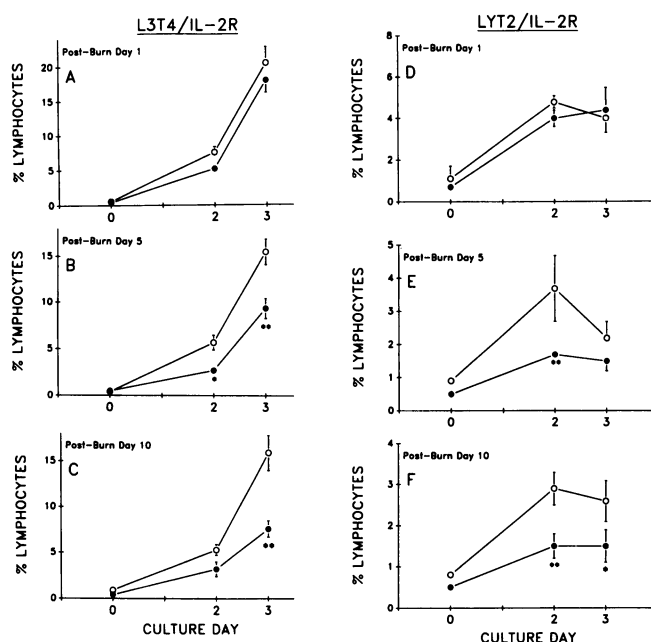 L3T4/IL-2R
Post-Burn Day 1
A
% LYMPHOCYTES
20
15
10
5
0
0 2 3
Post-Burn Day 5
B
% LYMPHOCYTES
15
10
5
0
0 2 3
Post-Burn Day 10
C
% LYMPHOCYTES
15
10
5
0
0 2 3
CULTURE DAY
LYT2/IL-2R
Post-Burn Day 1
D
% LYMPHOCYTES
8
6
4
2
0
0 2 3
Post-Burn Day 5
E
% LYMPHOCYTES
5
4
3
2
1
0
0 2 3
Post-Burn Day 10
F
% LYMPHOCYTES
4
3
2
1
0
0 2 3
CULTURE DAY